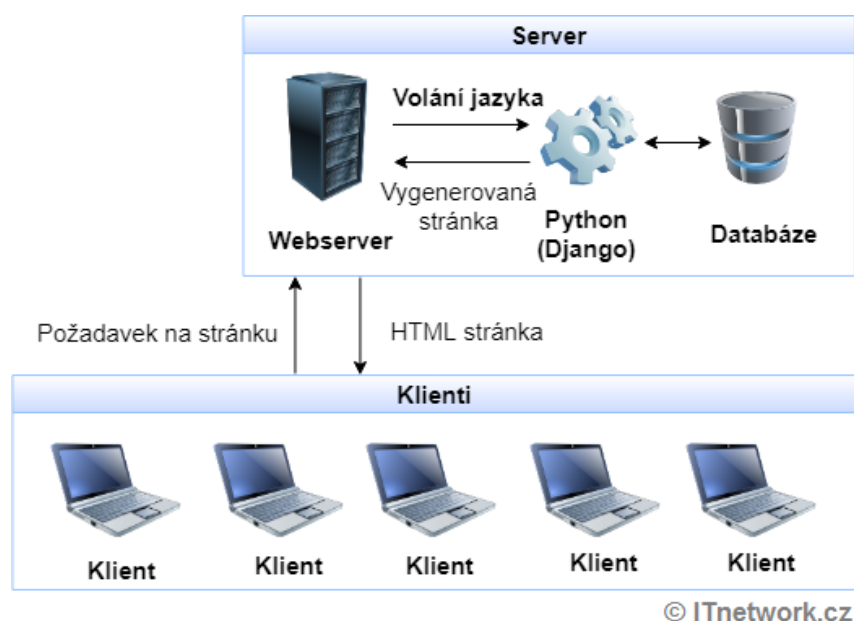 Server
Volání jazyka
Vygenerovaná
stránka
Webserver
Python
(Django)
Databáze
Požadavek na stránku
HTML stránka
Klienti
Klient
Klient
Klient
Klient
Klient
© ITnetwork.cz